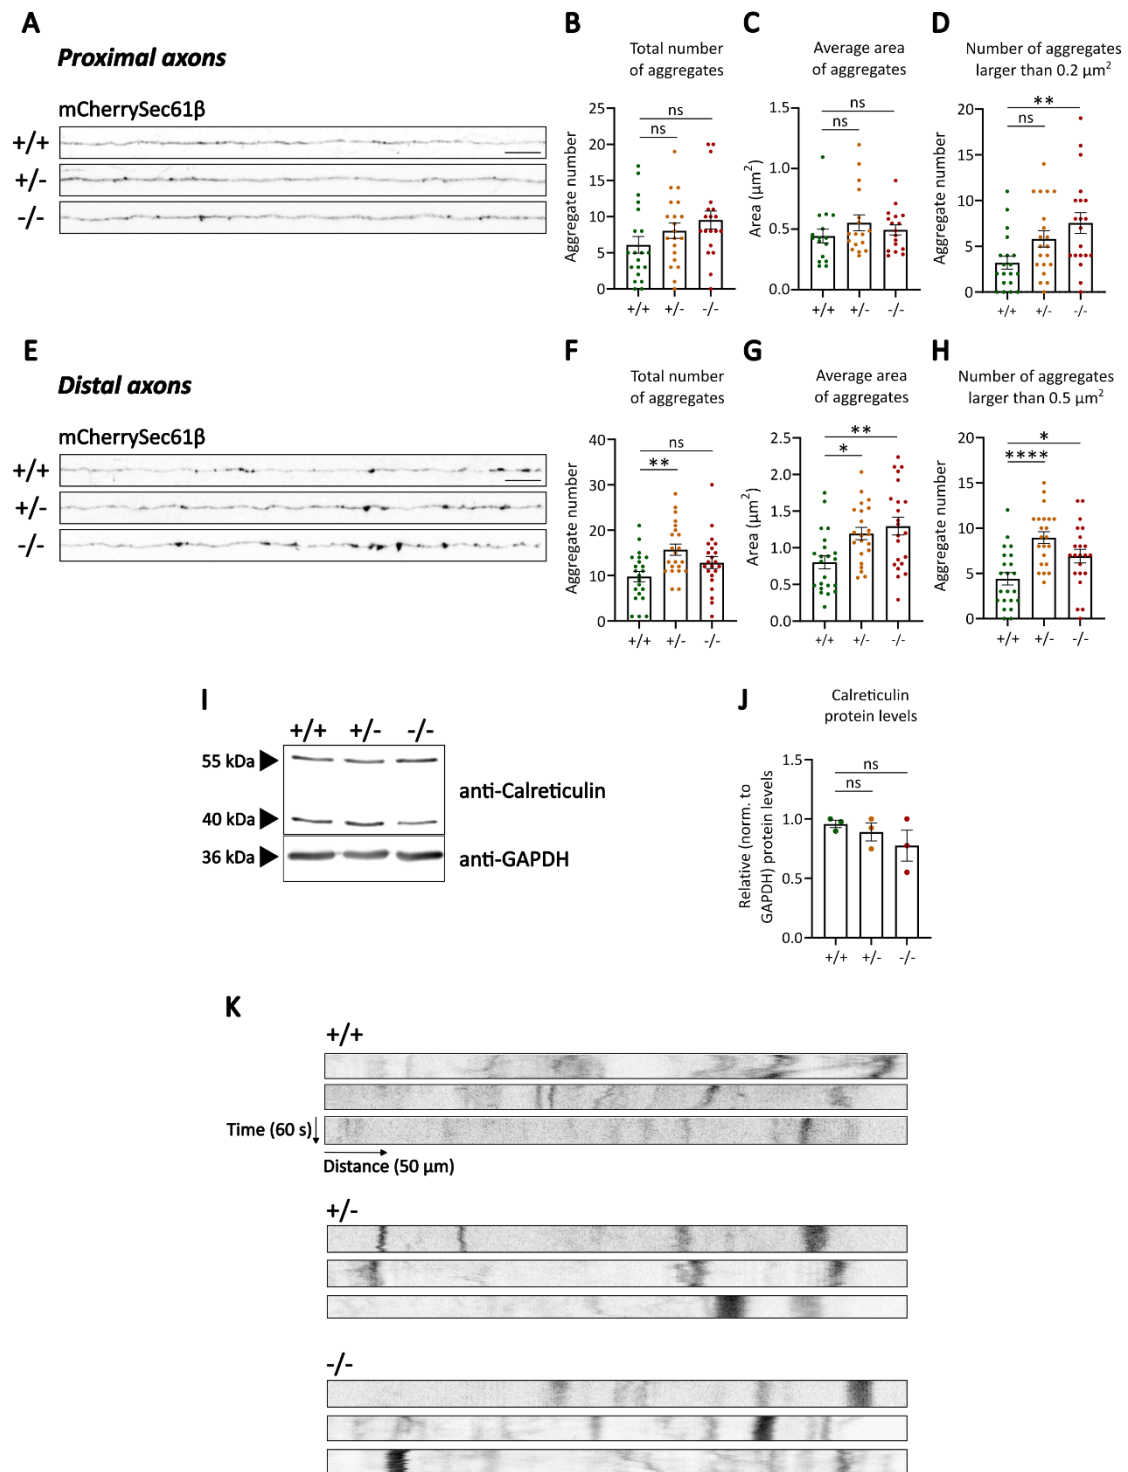 A
Proximal axons
mCherrySec61β
+/+
+/-
-/-
B
Total number
of aggregates
Aggregate number
25
20
15
10
5
0
ns
ns
+/+ +/- -/-
C
Average area
of aggregates
Area (µm²)
1.5
1.0
0.5
0.0
ns
ns
+/+ +/- -/-
D
Number of aggregates
larger than 0.2 µm²
Aggregate number
20
15
10
5
0
**
ns
+/+ +/- -/-
E
Distal axons
mCherrySec61β
+/+
+/-
-/-
F
Total number
of aggregates
Aggregate number
40
30
20
10
0
ns
**
+/+ +/- -/-
G
Average area
of aggregates
Area (µm²)
2.5
2.0
1.5
1.0
0.5
0.0
**
*
+/+ +/- -/-
H
Number of aggregates
larger than 0.5 µm²
Aggregate number
20
15
10
5
0
*
****
+/+ +/- -/-
I
+/+ +/- -/-
55 kDa
40 kDa
36 kDa
anti-Calreticulin
anti-GAPDH
J
Calreticulin
protein levels
Relative (norm. to
GAPDH) protein levels
1.5
1.0
0.5
0.0
ns
ns
+/+ +/- -/-
K
+/+
Time (60 s)
Distance (50 µm)
+/-
-/-